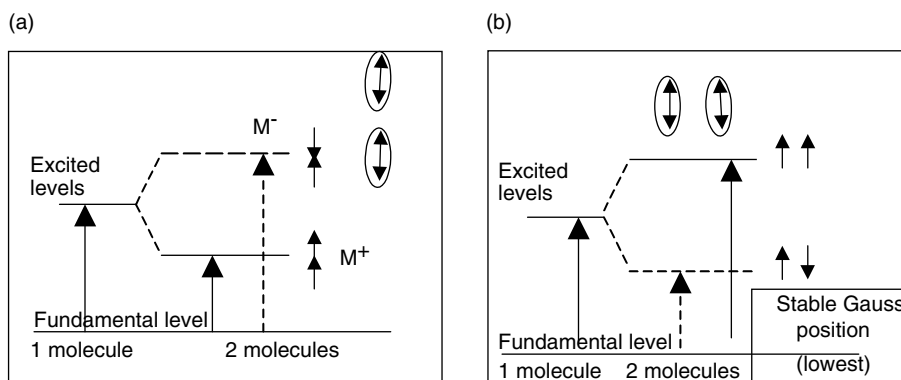 (a)
M⁻
Excited
levels
M⁺
Fundamental level
1 molecule
2 molecules
(b)
Excited
levels
Fundamental level
1 molecule
2 molecules
Stable Gauss
position
(lowest)